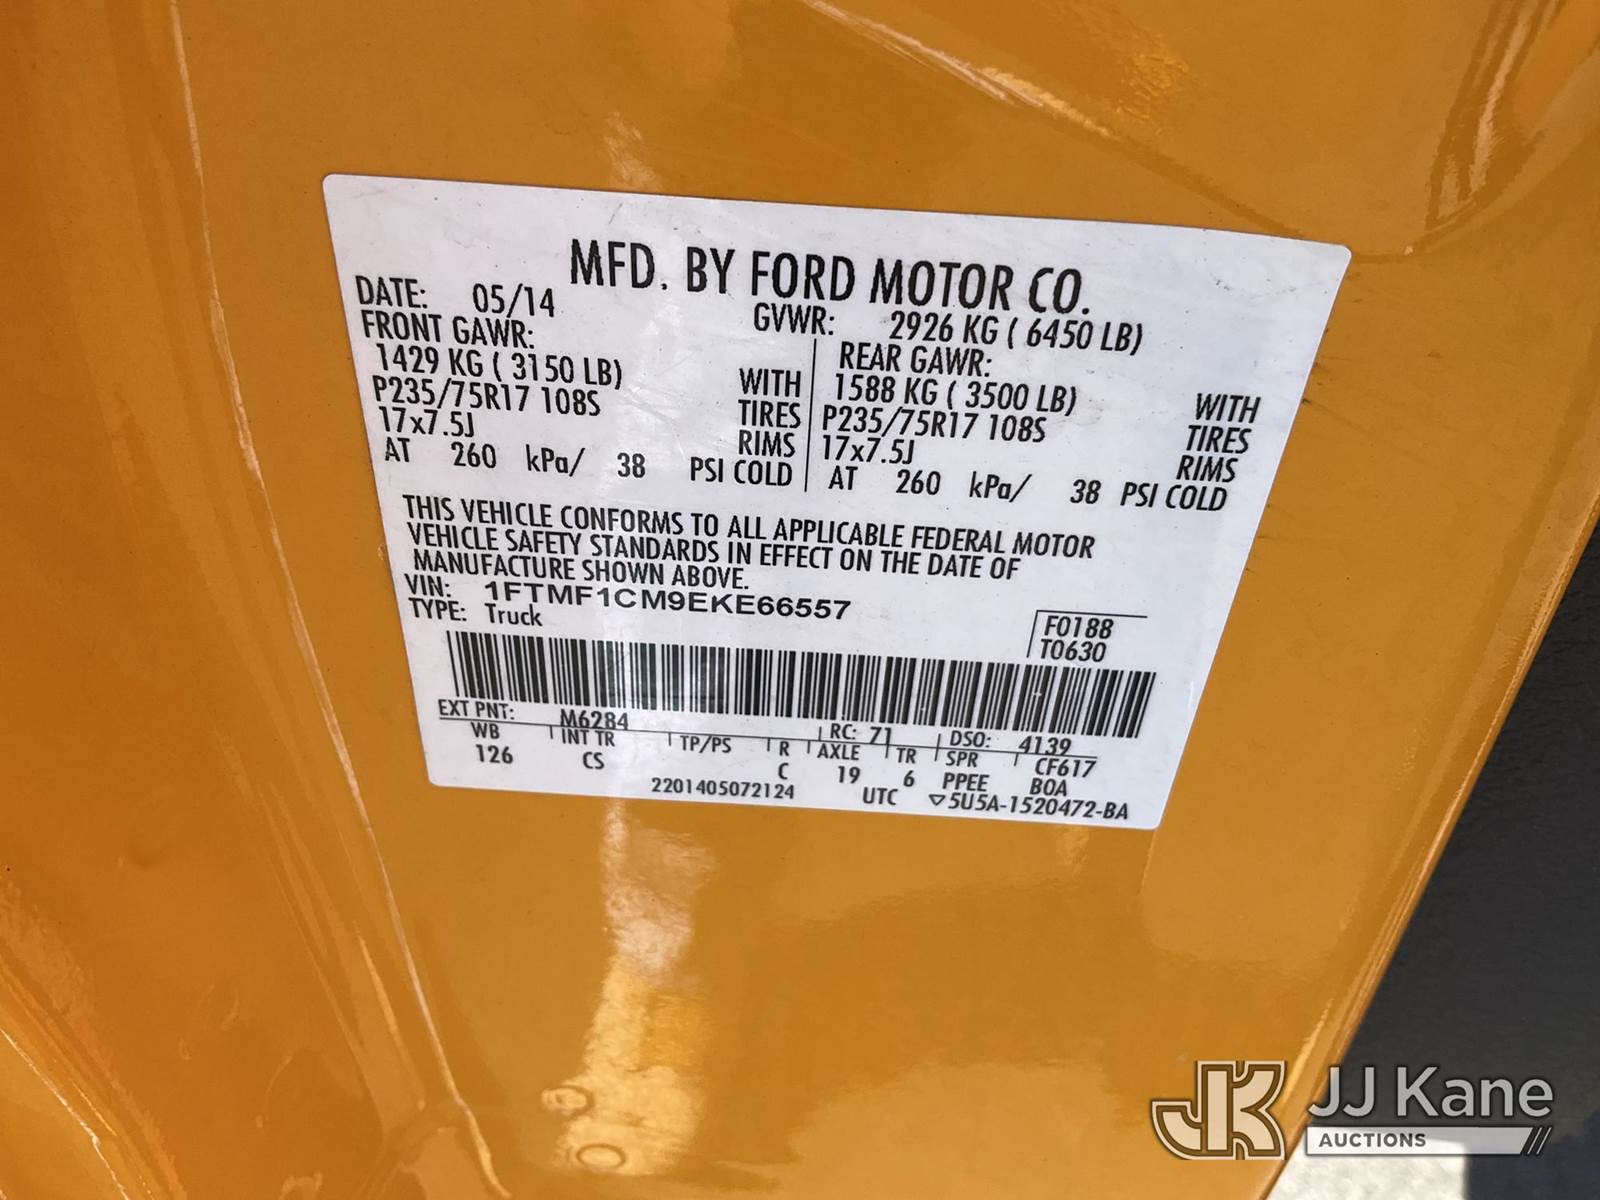 MFD. BY FORD MOTOR CO.
DATE: 05/14 GVWR: 2926 KG ( 6450 LB)
FRONT GAWR: REAR GAWR:
1429 KG ( 3150 LB) WITH 1588 KG ( 3500 LB) WITH
P235/75R17 108S TIRES P235/75R17 108S TIRES
17x7.5J RIMS 17x7.5J RIMS
AT 260 kPa/ 38 PSI COLD AT 260 kPa/ 38 PSI COLD
THIS VEHICLE CONFORMS TO ALL APPLICABLE FEDERAL MOTOR
VEHICLE SAFETY STANDARDS IN EFFECT ON THE DATE OF
MANUFACTURE SHOWN ABOVE.
VIN: 1FTMF1CM9EKE66557
TYPE: Truck
F0188
T0630
EXT PNT: M6284 RC: 71 DSO: 4139
WB INT TR TP/PS R AXLE TR SPR CF617
126 CS C 19 6 PPEE BOA
2201405072124 UTC ▽5U5A-1520472-BA
JK JJ Kane
AUCTIONS